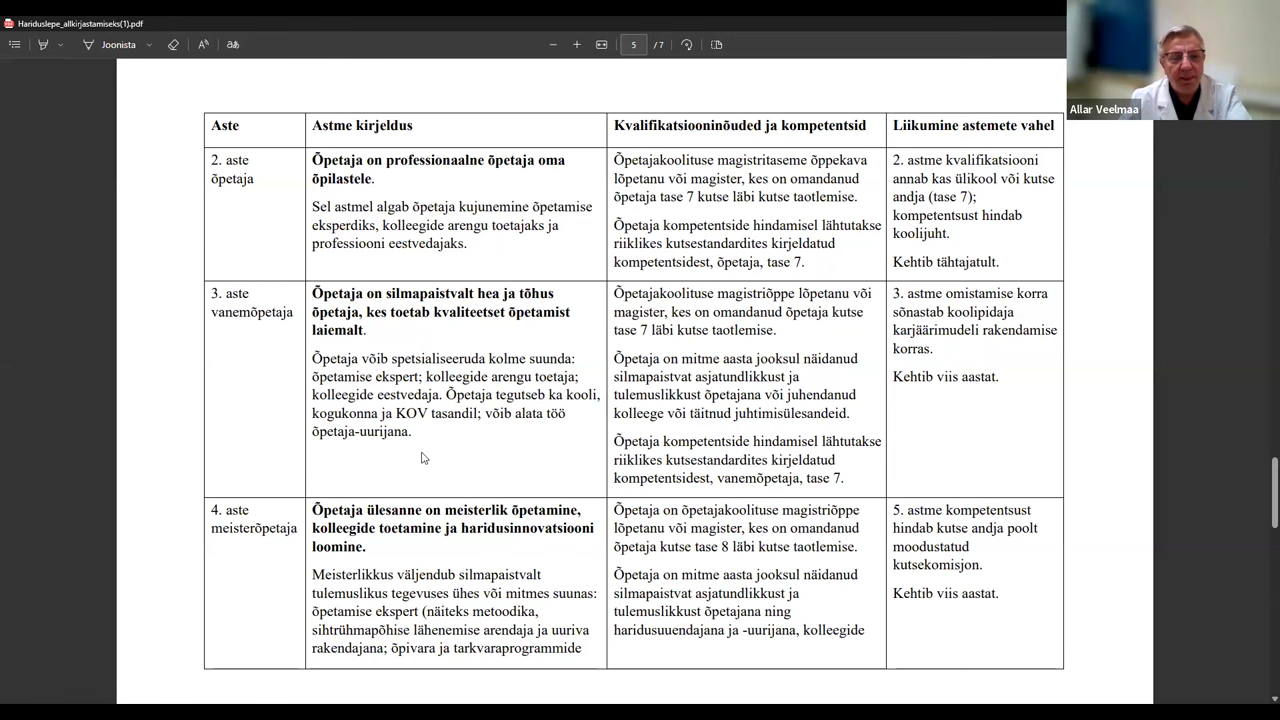 Hariduslepe_allkirjastamiseks(1).pdf
Joonista
5
/ 7
Allar Veelmaa
Aste
Astme kirjeldus
Kvalifikatsiooninõuded ja kompetentsid
Liikumine astemete vahel
2. aste
õpetaja
Õpetaja on professionaalne õpetaja oma
õpilastele.
Sel astmel algab õpetaja kujunemine õpetamise
eksperdiks, kolleegide arengu toetajaks ja
professiooni eestvedajaks.
Õpetajakoolituse magistritaseme õppekava
lõpetanu või magister, kes on omandanud
õpetaja tase 7 kutse läbi kutse taotlemise.
Õpetaja kompetentside hindamisel lähtutakse
riiklikes kutsestandardites kirjeldatud
kompetentsidest, õpetaja, tase 7.
2. astme kvalifikatsiooni
annab kas ülikool või kutse
andja (tase 7);
kompetentsust hindab
koolijuht.
Kehtib tähtajatult.
3. aste
vanemõpetaja
Õpetaja on silmapaistvalt hea ja tõhus
õpetaja, kes toetab kvaliteetset õpetamist
laiemalt.
Õpetaja võib spetsialiseeruda kolme suunda:
õpetamise ekspert; kolleegide arengu toetaja;
kolleegide eestvedaja. Õpetaja tegutseb ka kooli,
kogukonna ja KOV tasandil; võib alata töö
õpetaja-uurijana.
Õpetajakoolituse magistriõppe lõpetanu või
magister, kes on omandanud õpetaja kutse
tase 7 läbi kutse taotlemise.
Õpetaja on mitme aasta jooksul näidanud
silmapaistvat asjatundlikkust ja
tulemuslikkust õpetajana või juhendanud
kolleege või täitnud juhtimisülesandeid.
Õpetaja kompetentside hindamisel lähtutakse
riiklikes kutsestandardites kirjeldatud
kompetentsidest, vanemõpetaja, tase 7.
3. astme omistamise korra
sõnastab koolipidaja
karjäärimudeli rakendamise
korras.
Kehtib viis aastat.
4. aste
meisterõpetaja
Õpetaja ülesanne on meisterlik õpetamine,
kolleegide toetamine ja haridusinnovatsiooni
loomine.
Meisterlikkus väljendub silmapaistvalt
tulemuslikus tegevuses ühes või mitmes suunas:
õpetamise ekspert (näiteks metoodika,
sihtrühmapõhise lähenemise arendaja ja uuriva
rakendajana; õpivara ja tarkvaraprogrammide
Õpetaja on õpetajakoolituse magistriõppe
lõpetanu või magister, kes on omandanud
õpetaja kutse tase 8 läbi kutse taotlemise.
Õpetaja on mitme aasta jooksul näidanud
silmapaistvat asjatundlikkust ja
tulemuslikkust õpetajana ning
haridusuuendajana ja -uurijana, kolleegide
5. astme kompetentsust
hindab kutse andja poolt
moodustatud
kutsekomisjon.
Kehtib viis aastat.